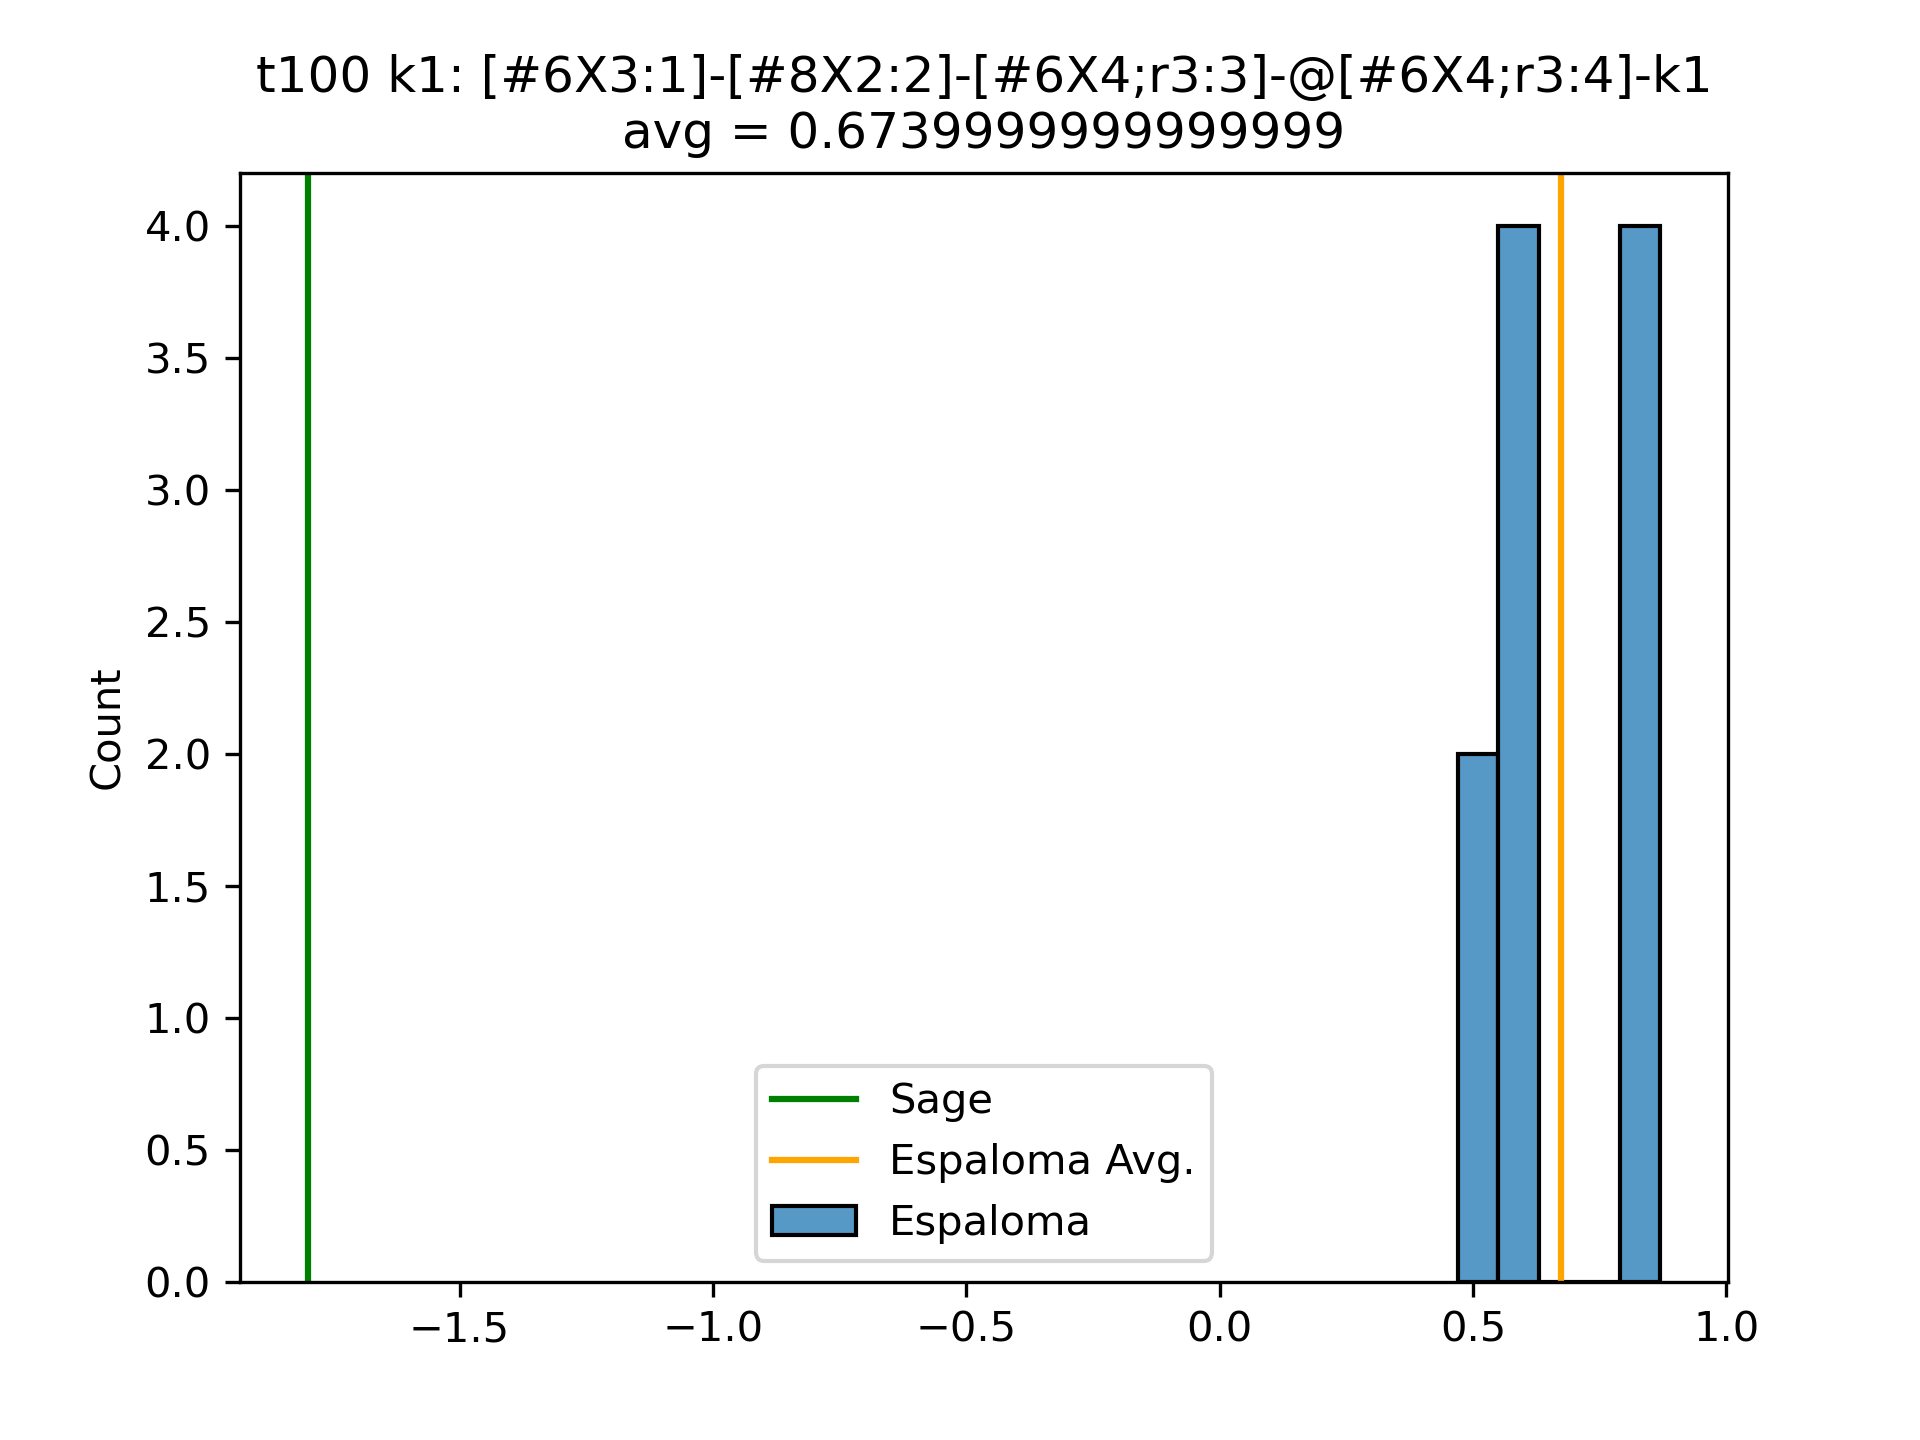 t100 k1: [#6X3:1]-[#8X2:2]-[#6X4;r3:3]-@[#6X4;r3:4]-k1
avg = 0.6739999999999999
4.0
3.5
3.0
2.5
2.0
1.5
1.0
0.5
0.0
Count
Sage
Espaloma Avg.
Espaloma
−1.5
−1.0
−0.5
0.0
0.5
1.0